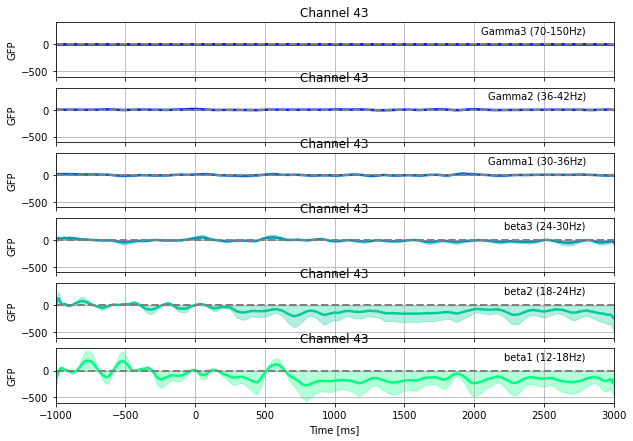 Channel 43
GFP
0
−500
Gamma3 (70-150Hz)
Channel 43
GFP
0
−500
Gamma2 (36-42Hz)
Channel 43
GFP
0
−500
Gamma1 (30-36Hz)
Channel 43
GFP
0
−500
beta3 (24-30Hz)
Channel 43
GFP
0
−500
beta2 (18-24Hz)
Channel 43
GFP
0
−500
beta1 (12-18Hz)
−1000 −500 0 500 1000 1500 2000 2500 3000
Time [ms]